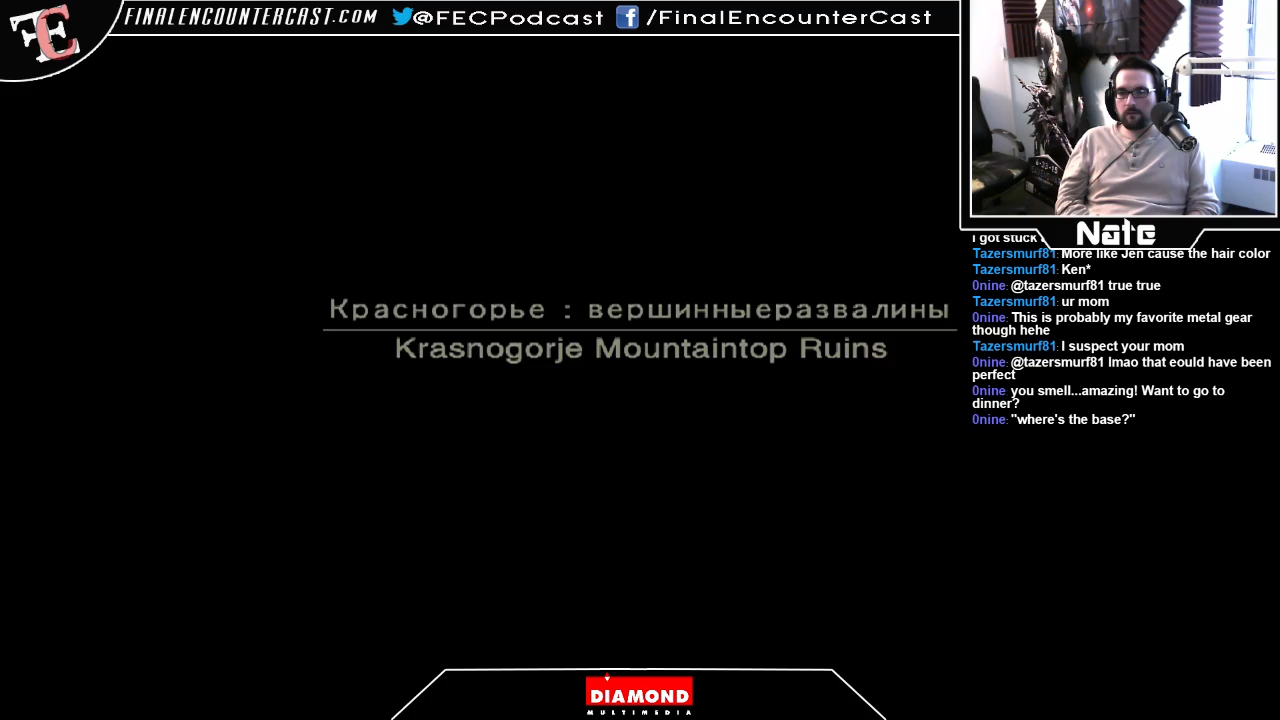 FINALENCOUNTERCAST.COM @FECPodcast /FinalEncounterCast
FEC
Nate
I got stuck
Tazersmurf81: More like Jen cause the hair color
Tazersmurf81: Ken*
0nine: @tazersmurf81 true true
Tazersmurf81: ur mom
0nine: This is probably my favorite metal gear
though hehe
Tazersmurf81: I suspect your mom
0nine: @tazersmurf81 lmao that eould have been
perfect
0nine you smell...amazing! Want to go to
dinner?
0nine: "where's the base?"
Красногорье : вершинныеразвалины
Krasnogorje Mountaintop Ruins
DIAMOND
MULTIMEDIA